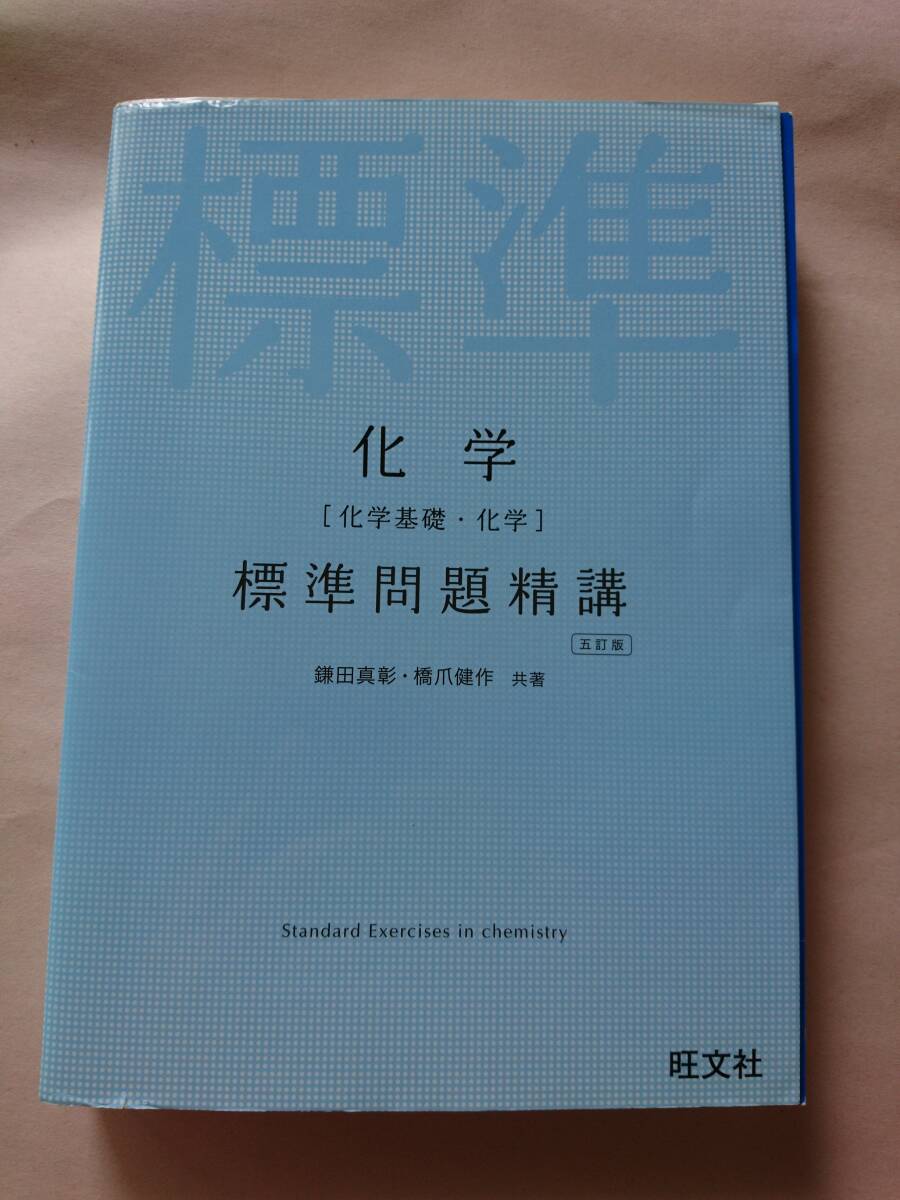 標準
化学
[化学基礎・化学]
標準問題精講
五訂版
鎌田真彰・橋爪健作 共著
Standard Exercises in chemistry
旺文社